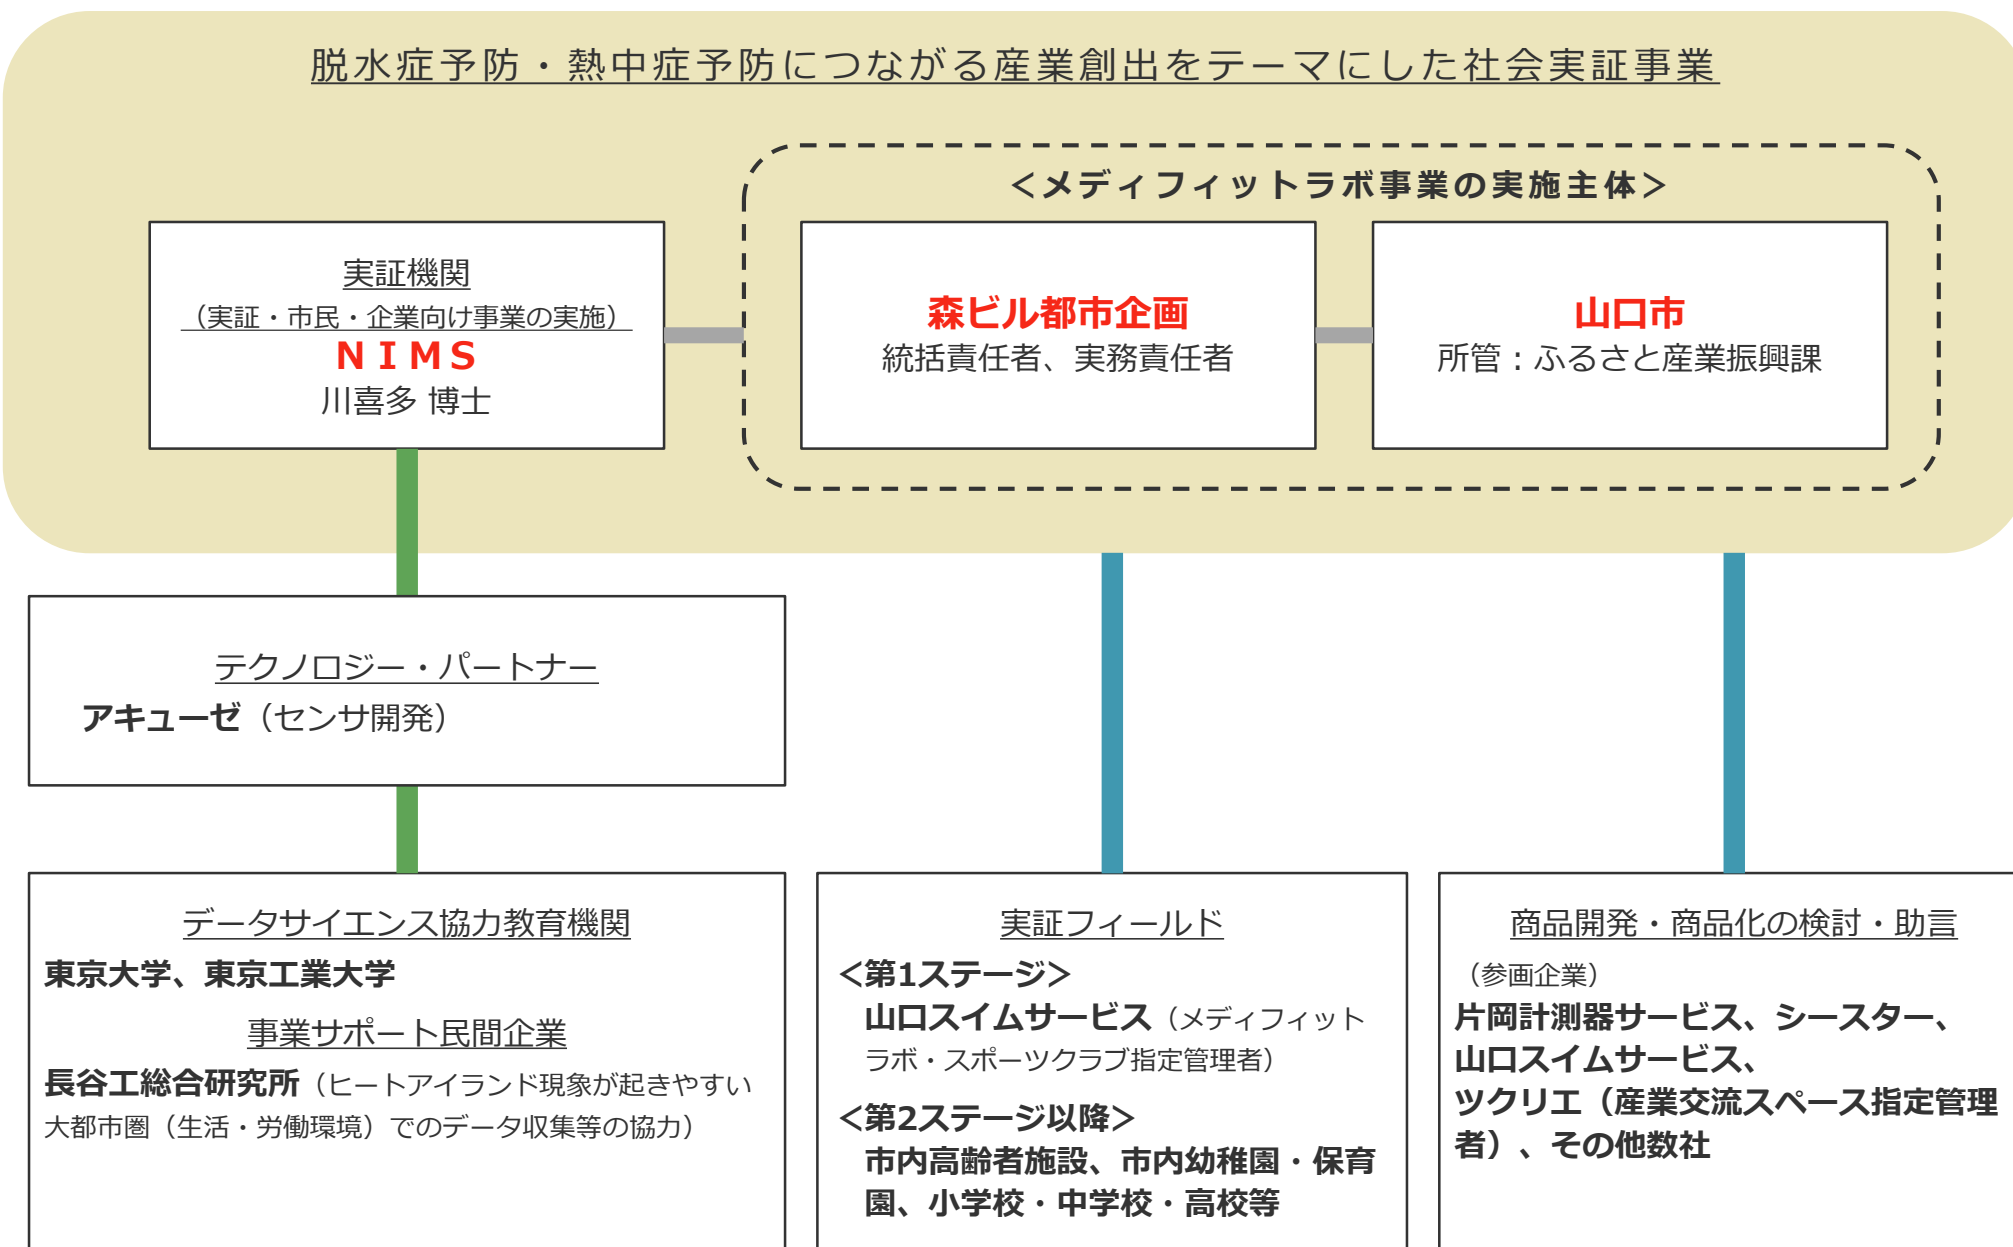 脱水症予防・熱中症予防につながる産業創出をテーマにした社会実証事業
＜メディフィットラボ事業の実施主体＞
実証機関
（実証・市民・企業向け事業の実施）
ＮＩＭＳ
川喜多 博士
森ビル都市企画
統括責任者、実務責任者
山口市
所管：ふるさと産業振興課
テクノロジー・パートナー
アキューゼ（センサ開発）
データサイエンス協力教育機関
東京大学、東京工業大学
事業サポート民間企業
長谷工総合研究所（ヒートアイランド現象が起きやすい
大都市圏（生活・労働環境）でのデータ収集等の協力）
実証フィールド
＜第1ステージ＞
山口スイムサービス（メディフィット
ラボ・スポーツクラブ指定管理者）
＜第2ステージ以降＞
市内高齢者施設、市内幼稚園・保育
園、小学校・中学校・高校等
商品開発・商品化の検討・助言
（参画企業）
片岡計測器サービス、シースター、
山口スイムサービス、
ツクリエ（産業交流スペース指定管理
者）、その他数社